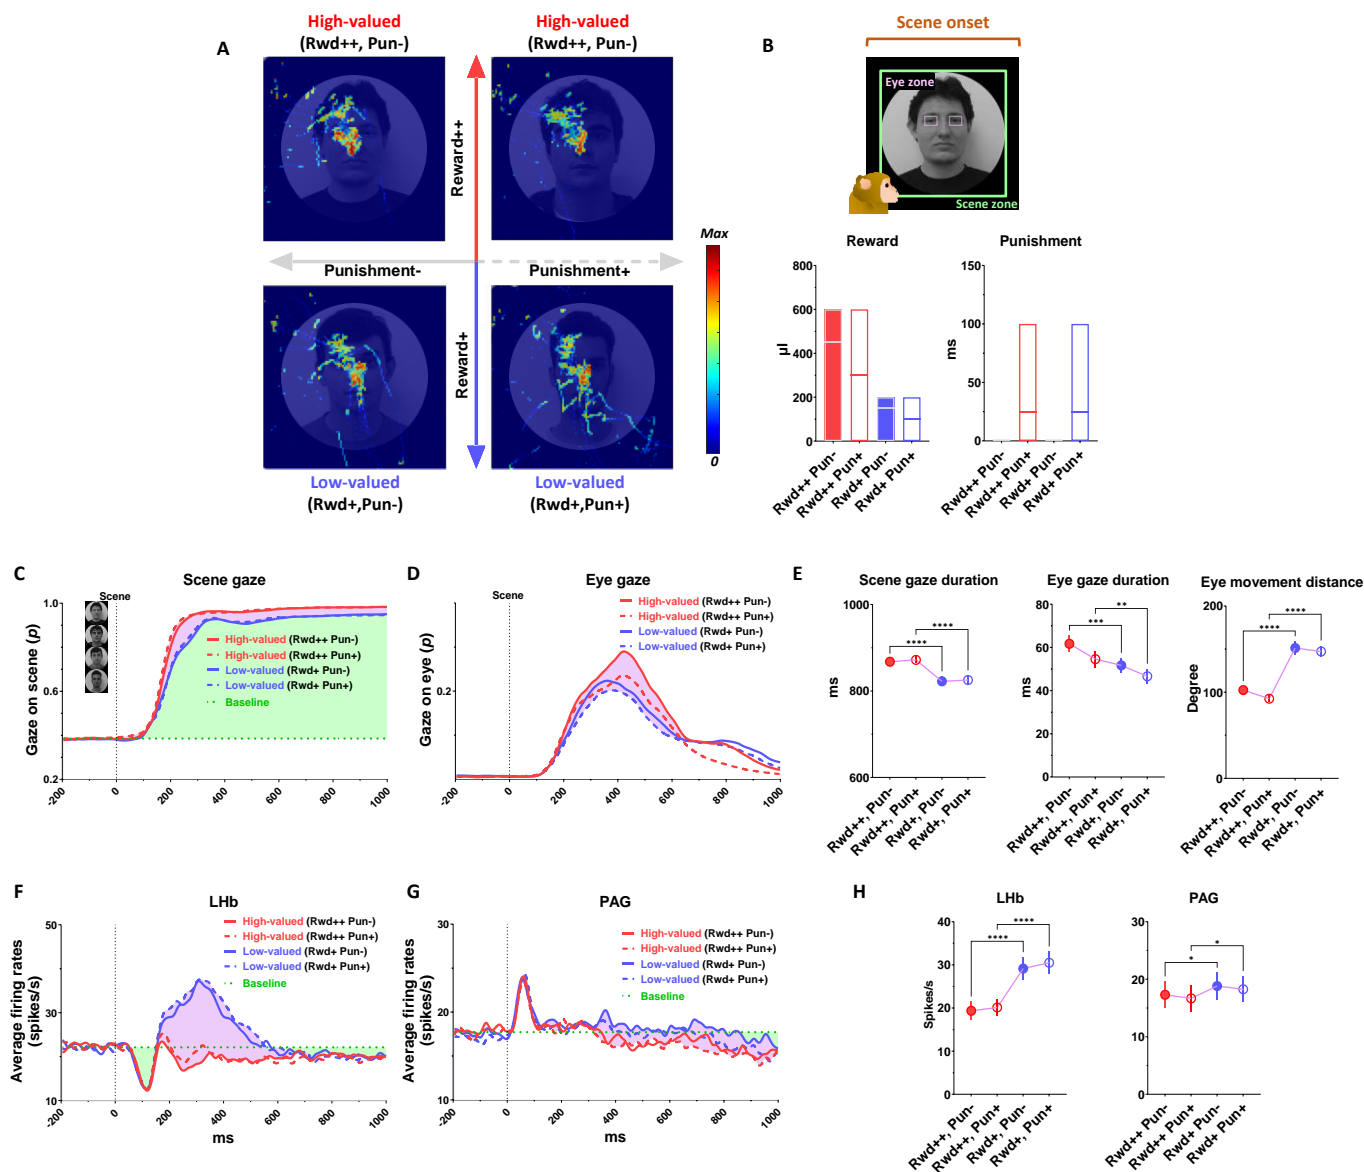 A
High-valued
(Rwd++, Pun-)
High-valued
(Rwd++, Pun-)
Reward++
Punishment-
Punishment+
Reward+
Low-valued
(Rwd+,Pun-)
Low-valued
(Rwd+,Pun+)
Max
0
B
Scene onset
Eye zone
Scene zone
Reward
µl
800
600
400
200
0
Rwd++ Pun-
Rwd++ Pun+
Rwd+ Pun-
Rwd+ Pun+
Punishment
ms
150
100
50
0
Rwd++ Pun-
Rwd++ Pun+
Rwd+ Pun-
Rwd+ Pun+
C
Scene gaze
Scene
Gaze on scene (p)
1.0
0.6
0.2
High-valued (Rwd++ Pun-)
High-valued (Rwd++ Pun+)
Low-valued (Rwd+ Pun-)
Low-valued (Rwd+ Pun+)
Baseline
-200
0
200
400
600
800
1000
D
Eye gaze
Scene
Gaze on eye (p)
0.2
High-valued (Rwd++ Pun-)
High-valued (Rwd++ Pun+)
Low-valued (Rwd+ Pun-)
Low-valued (Rwd+ Pun+)
-200
0
200
400
600
800
1000
E
Scene gaze duration
ms
1000
800
600
****
****
Rwd++, Pun-
Rwd++, Pun+
Rwd+, Pun-
Rwd+, Pun+
Eye gaze duration
ms
80
60
40
20
0
**
***
Rwd++, Pun-
Rwd++, Pun+
Rwd+, Pun-
Rwd+, Pun+
Eye movement distance
Degree
200
100
0
****
****
Rwd++, Pun-
Rwd++, Pun+
Rwd+, Pun-
Rwd+, Pun+
F
LHb
Average firing rates
(spikes/s)
50
30
10
High-valued (Rwd++ Pun-)
High-valued (Rwd++ Pun+)
Low-valued (Rwd+ Pun-)
Low-valued (Rwd+ Pun+)
Baseline
-200
0
200
400
600
800
1000
ms
G
PAG
Average firing rates
(spikes/s)
30
20
10
High-valued (Rwd++ Pun-)
High-valued (Rwd++ Pun+)
Low-valued (Rwd+ Pun-)
Low-valued (Rwd+ Pun+)
Baseline
-200
0
200
400
600
800
1000
ms
H
LHb
Spikes/s
40
30
20
10
0
****
****
Rwd++, Pun-
Rwd++, Pun+
Rwd+, Pun-
Rwd+, Pun+
PAG
30
20
10
0
*
*
Rwd++ Pun-
Rwd++ Pun+
Rwd+ Pun-
Rwd+ Pun+